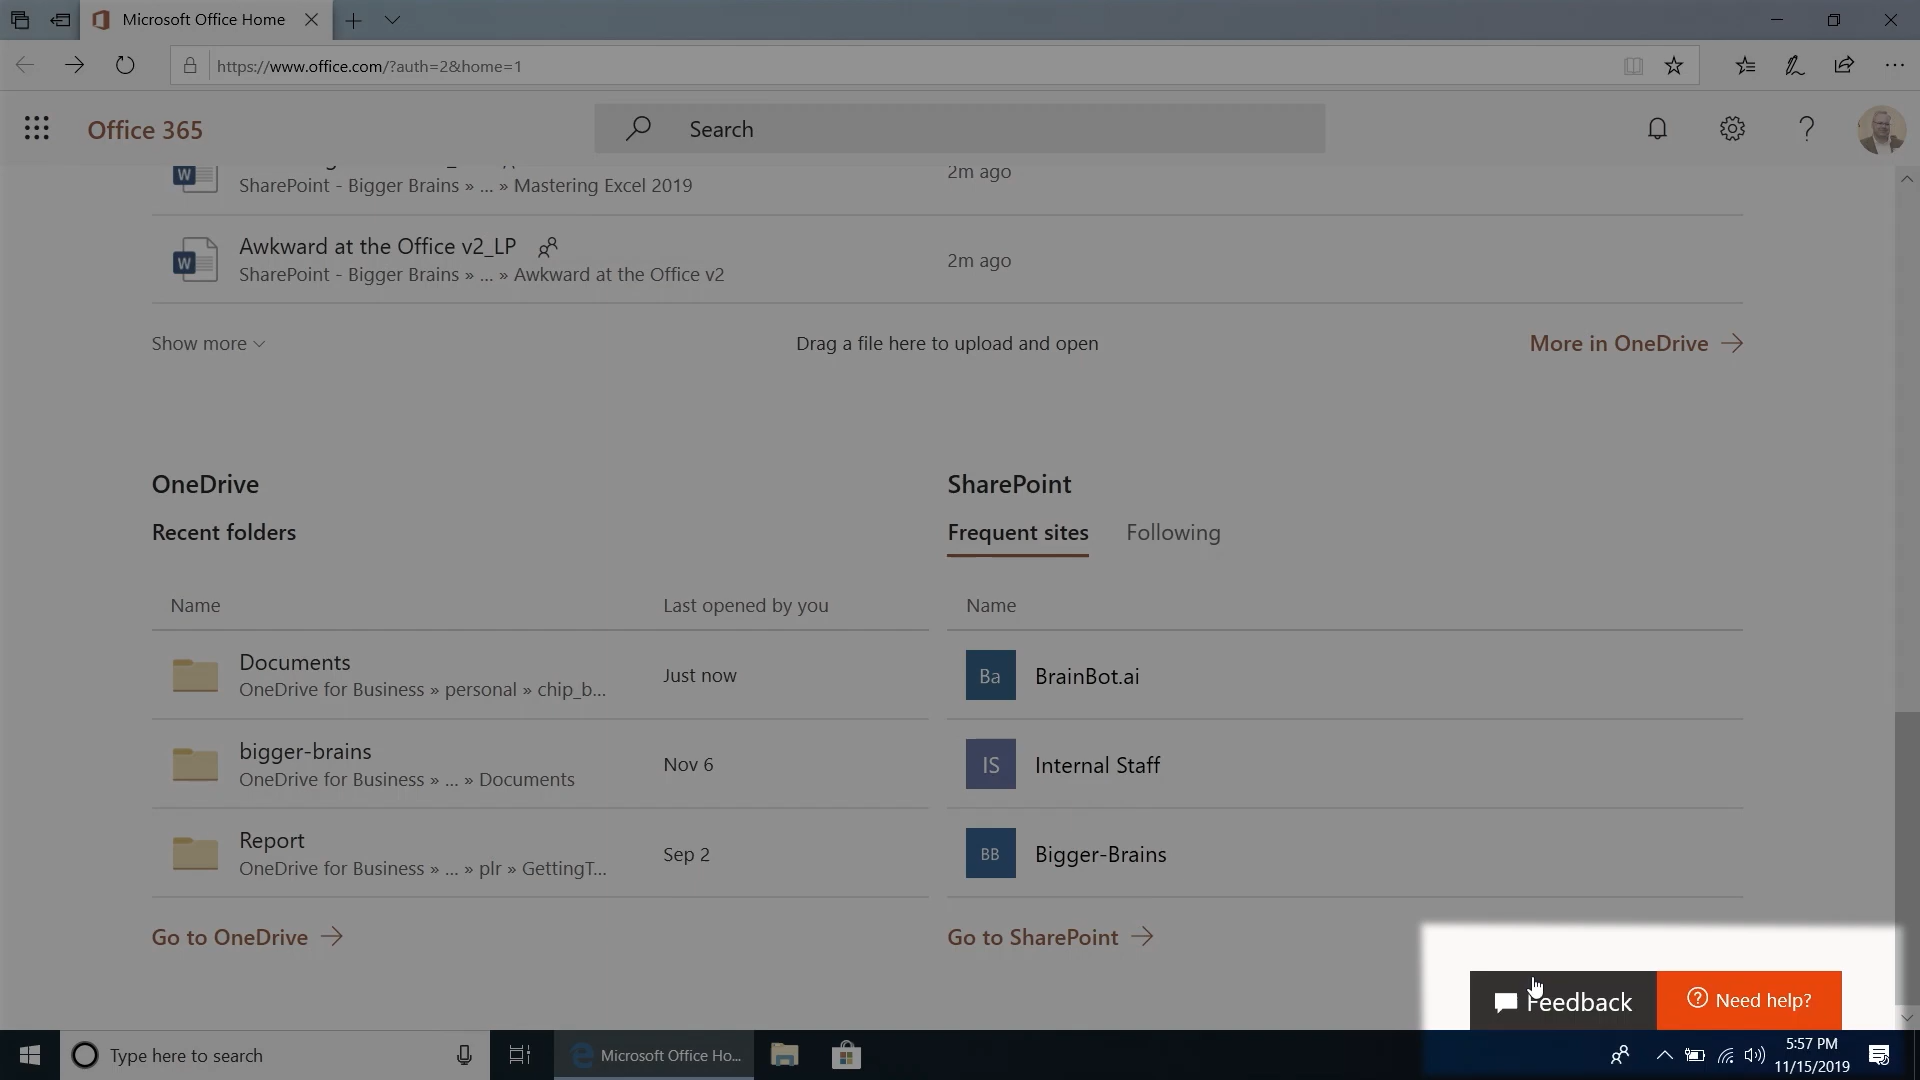 Microsoft Office Home
https://www.office.com/?auth=2&home=1
Office 365
Search
SharePoint - Bigger Brains » ... » Mastering Excel 2019
2m ago
Awkward at the Office v2_LP
SharePoint - Bigger Brains » ... » Awkward at the Office v2
2m ago
Show more
Drag a file here to upload and open
More in OneDrive
OneDrive
SharePoint
Recent folders
Frequent sites
Following
Name
Last opened by you
Name
Documents
OneDrive for Business » personal » chip_b...
Just now
Ba
BrainBot.ai
bigger-brains
OneDrive for Business » ... » Documents
Nov 6
IS
Internal Staff
Report
OneDrive for Business » ... » plr » GettingT...
Sep 2
BB
Bigger-Brains
Go to OneDrive
Go to SharePoint
Feedback
Need help?
Type here to search
Microsoft Office Ho...
5:57 PM
11/15/2019